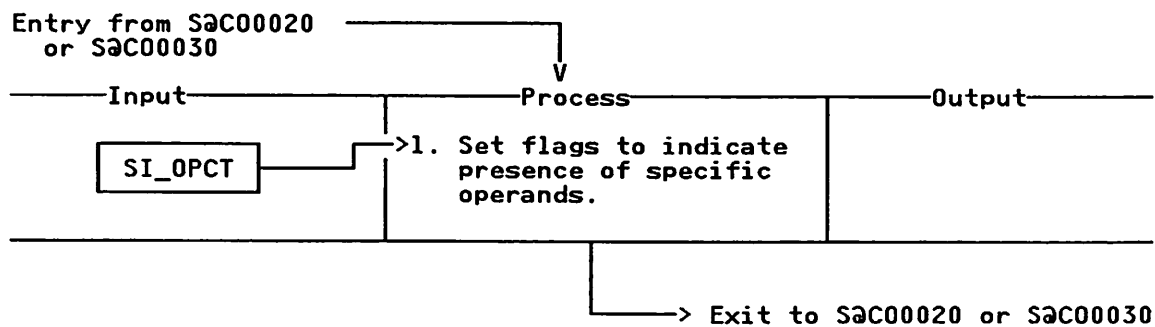 Entry from S@C00020
or S@C00030
Input
Process
Output
SI_OPCT
>1. Set flags to indicate
presence of specific
operands.
V
> Exit to S@C00020 or S@C00030